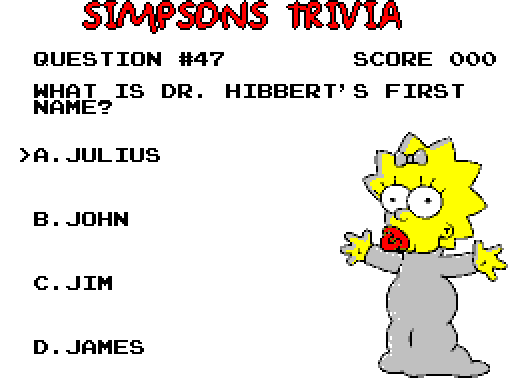 SIMPSONS TRIVIA
QUESTION #47 SCORE 000
WHAT IS DR. HIBBERT'S FIRST
NAME?
>A.JULIUS
B.JOHN
C.JIM
D.JAMES